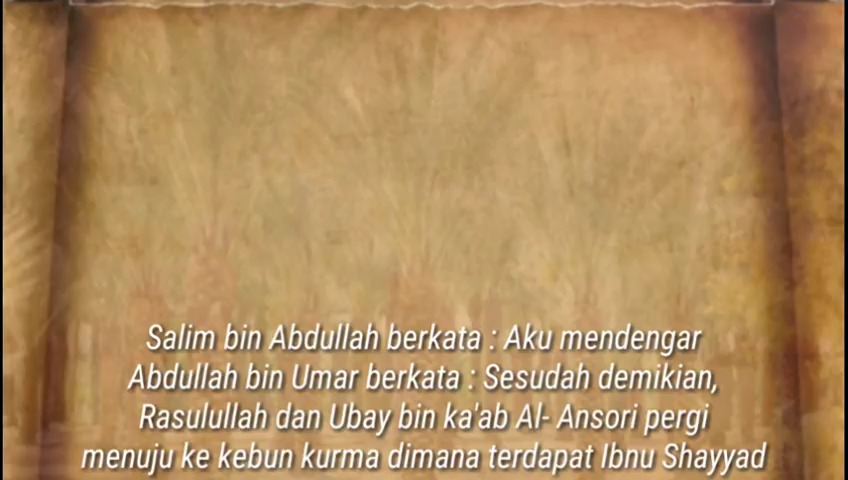 Salim bin Abdullah berkata : Aku mendengar
Abdullah bin Umar berkata : Sesudah demikian,
Rasulullah dan Ubay bin ka'ab Al- Ansori pergi
menuju ke kebun kurma dimana terdapat Ibnu Shayyad